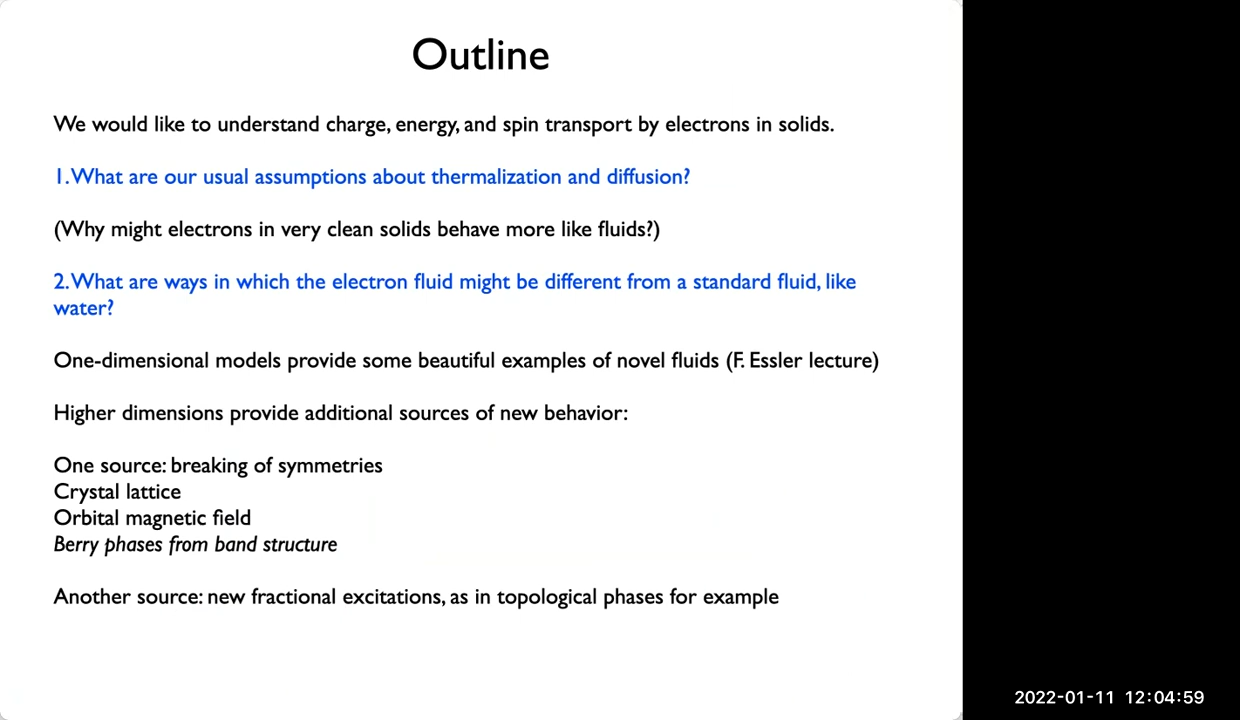 Outline
We would like to understand charge, energy, and spin transport by electrons in solids.
1. What are our usual assumptions about thermalization and diffusion?
(Why might electrons in very clean solids behave more like fluids?)
2. What are ways in which the electron fluid might be different from a standard fluid, like
water?
One-dimensional models provide some beautiful examples of novel fluids (F. Essler lecture)
Higher dimensions provide additional sources of new behavior:
One source: breaking of symmetries
Crystal lattice
Orbital magnetic field
Berry phases from band structure
Another source: new fractional excitations, as in topological phases for example
2022-01-11 12:04:59